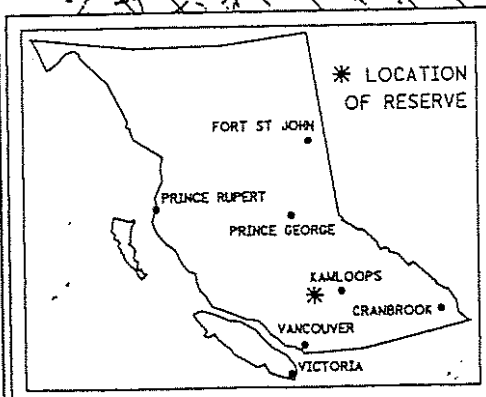 * LOCATION
OF RESERVE
FORT ST JOHN
PRINCE RUPERT
PRINCE GEORGE
KAMLOOPS
*
CRANBROOK
VANCOUVER
VICTORIA